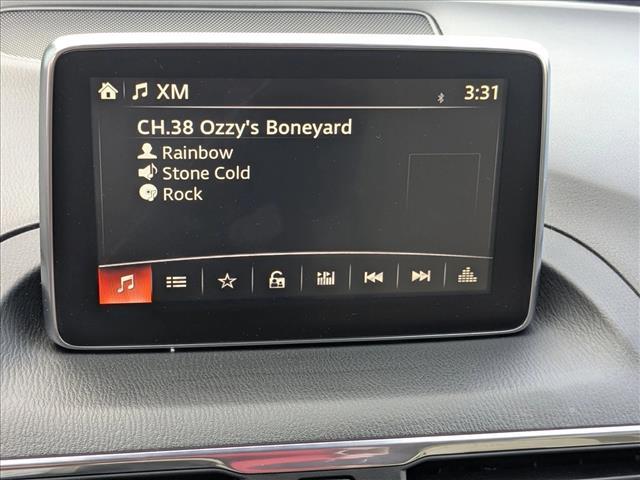 XM 3:31
CH.38 Ozzy's Boneyard
Rainbow
Stone Cold
Rock